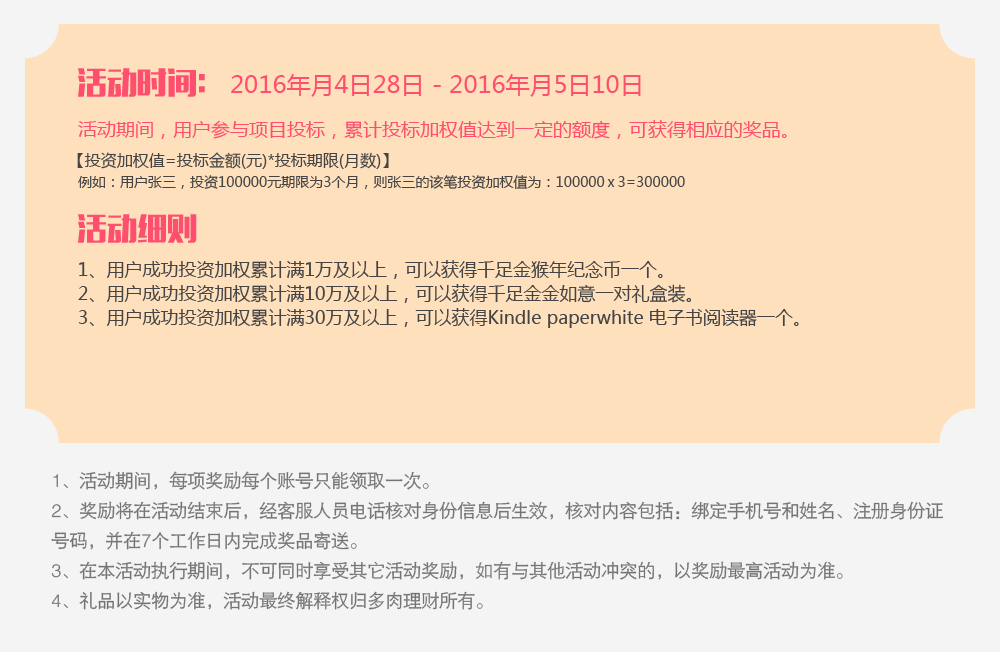 活动时间: 2016年月4日28日 - 2016年月5日10日
活动期间，用户参与项目投标，累计投标加权值达到一定的额度，可获得相应的奖品。
【投资加权值=投标金额(元)*投标期限(月数)】
例如：用户张三，投资100000元期限为3个月，则张三的该笔投资加权值为：100000 x 3=300000
活动细则
1、用户成功投资加权累计满1万及以上，可以获得千足金猴年纪念币一个。
2、用户成功投资加权累计满10万及以上，可以获得千足金金如意一对礼盒装。
3、用户成功投资加权累计满30万及以上，可以获得Kindle paperwhite 电子书阅读器一个。
1、活动期间，每项奖励每个账号只能领取一次。
2、奖励将在活动结束后，经客服人员电话核对身份信息后生效，核对内容包括：绑定手机号和姓名、注册身份证
号码，并在7个工作日内完成奖品寄送。
3、在本活动执行期间，不可同时享受其它活动奖励，如有与其他活动冲突的，以奖励最高活动为准。
4、礼品以实物为准，活动最终解释权归多肉理财所有。